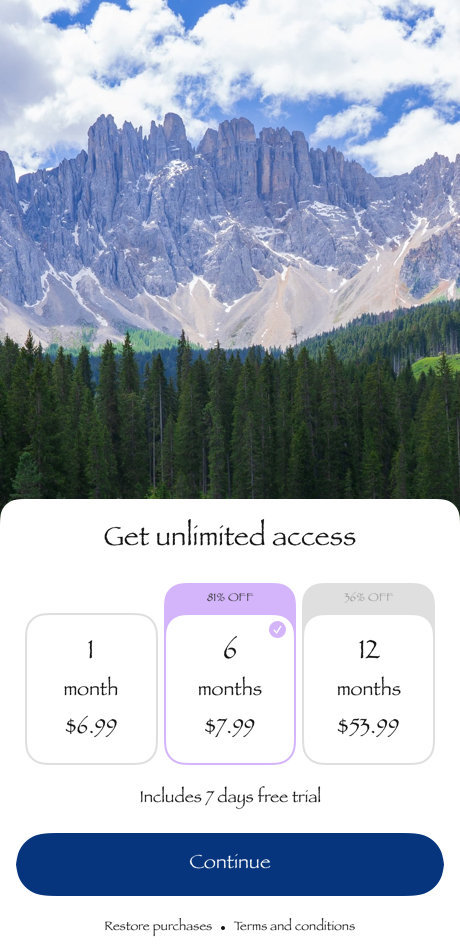 Get unlimited access
1
month
$6.99
81% OFF
6
months
$7.99
36% OFF
12
months
$53.99
Includes 7 days free trial
Continue
Restore purchases • Terms and conditions